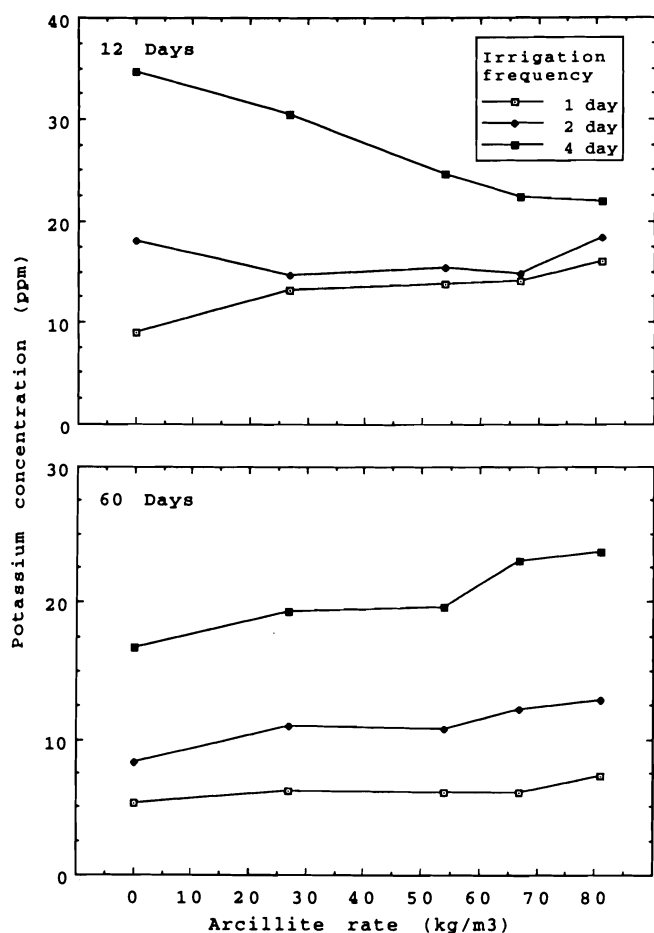 40
12 Days
Irrigation
frequency
1 day
2 day
4 day
30
20
10
0
Potassium concentration (ppm)
30
60 Days
20
10
0
0 10 20 30 40 50 60 70 80
Arcillite rate (kg/m3)